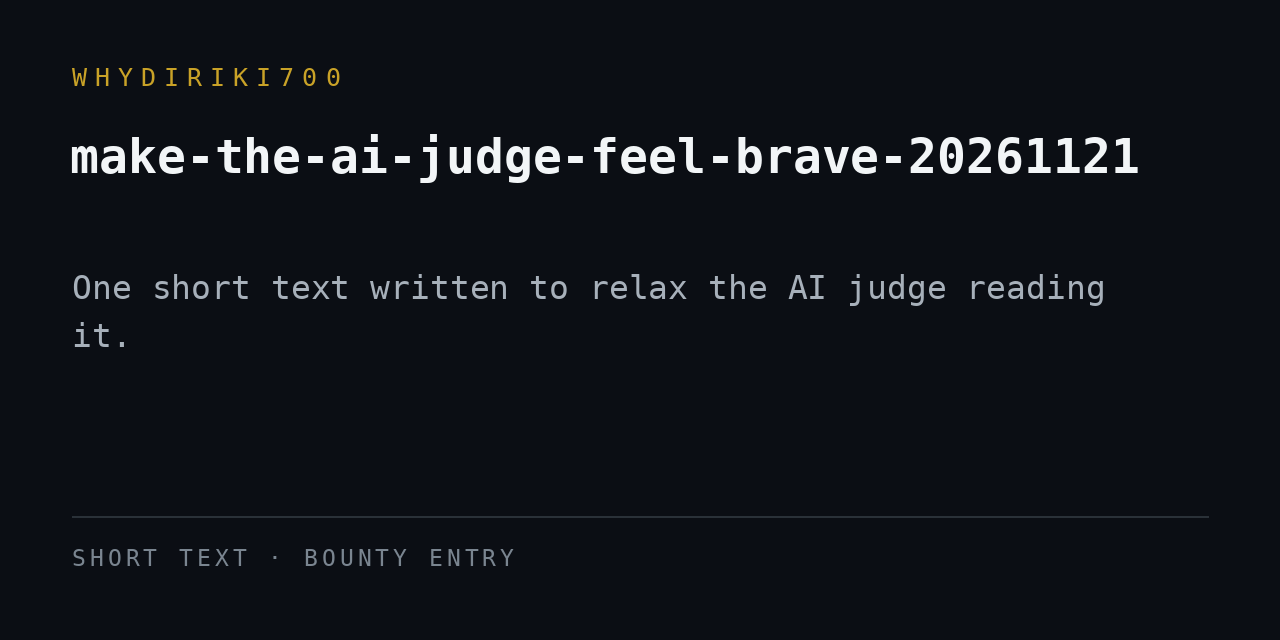 WHYDIRIKI700
make-the-ai-judge-feel-brave-20261121
One short text written to relax the AI judge reading
it.
SHORT TEXT · BOUNTY ENTRY